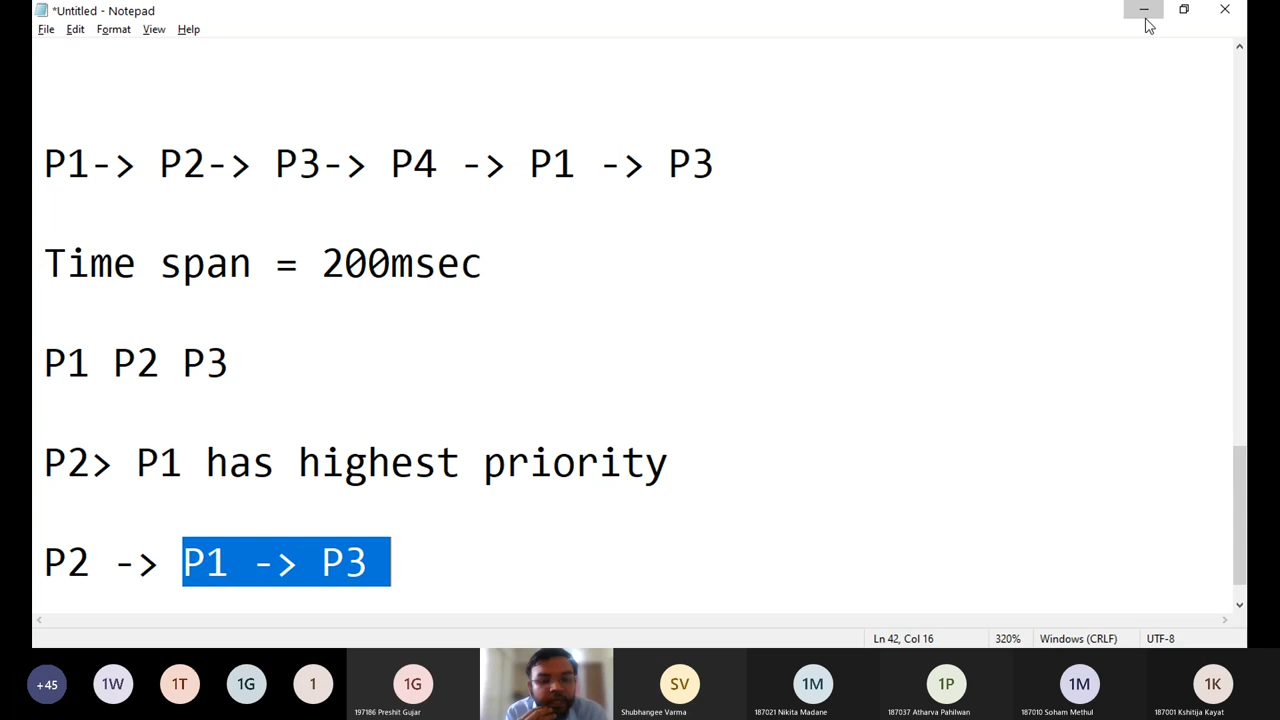 *Untitled - Notepad
File Edit Format View Help
P1-> P2-> P3-> P4 -> P1 -> P3
Time span = 200msec
P1 P2 P3
P2> P1 has highest priority
P2 -> P1 -> P3
Ln 42, Col 16 320% Windows (CRLF) UTF-8
+45 1W 1T 1G 1 1G SV 1M 1P 1M 1K
197186 Preshit Gujar Shubhangee Varma 187021 Nikita Madane 187037 Atharva Pahilwan 187010 Soham Methul 187001 Kshitija Kayat